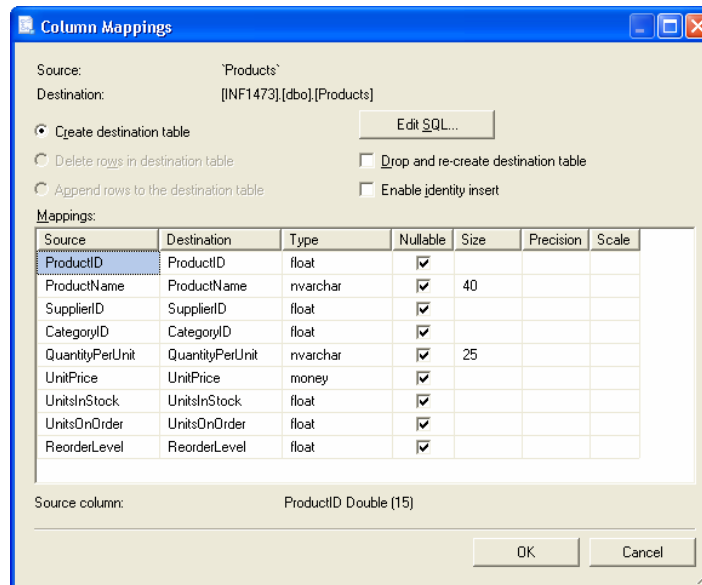 Column Mappings
Source: `Products`
Destination: [INF1473].[dbo].[Products]
Create destination table
Edit SQL...
Delete rows in destination table
Drop and re-create destination table
Append rows to the destination table
Enable identity insert
Mappings:
Source Destination Type Nullable Size Precision Scale
ProductID ProductID float
ProductName ProductName nvarchar 40
SupplierID SupplierID float
CategoryID CategoryID float
QuantityPerUnit QuantityPerUnit nvarchar 25
UnitPrice UnitPrice money
UnitsInStock UnitsInStock float
UnitsOnOrder UnitsOnOrder float
ReorderLevel ReorderLevel float
Source column: ProductID Double (15)
OK Cancel